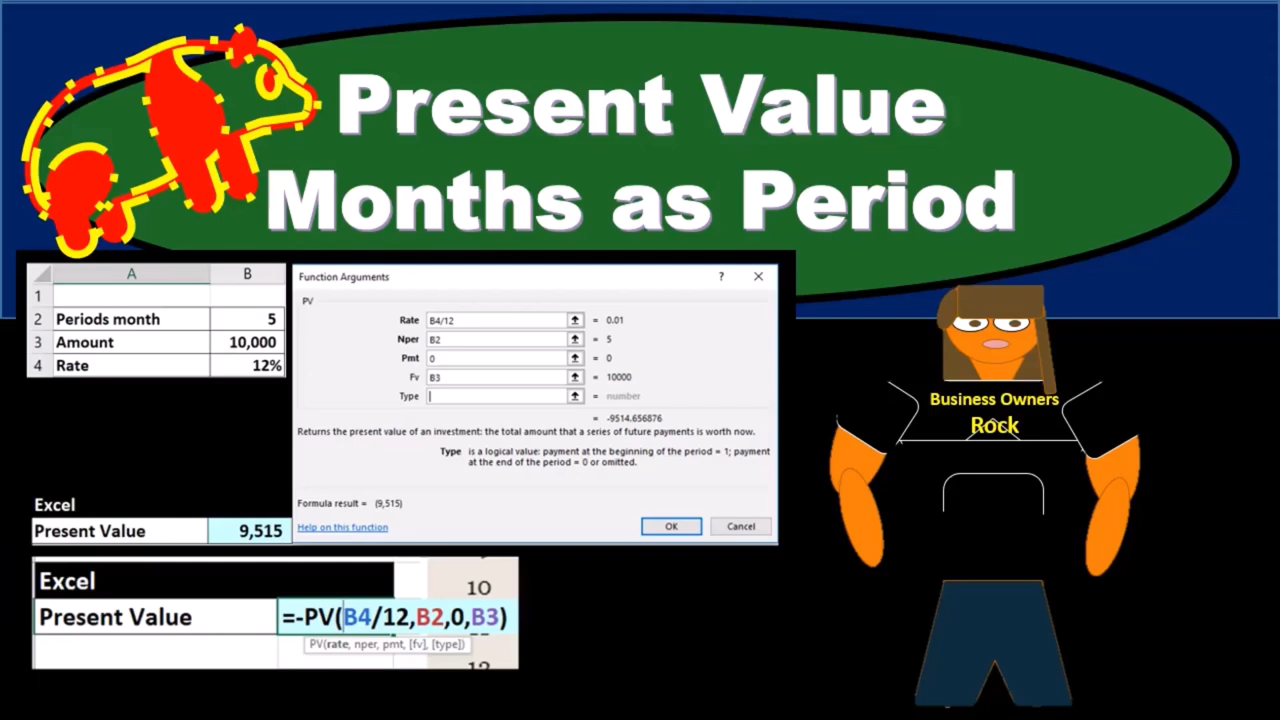 Present Value
Months as Period
A B
1
2 Periods month 5
3 Amount 10,000
4 Rate 12%
Function Arguments ? ×
PV
Rate B4/12 = 0.01
Nper B2 = 5
Pmt 0 = 0
Fv B3 = 10000
Type = number
= -9514.656876
Returns the present value of an investment: the total amount that a series of future payments is worth now.
Type is a logical value: payment at the beginning of the period = 1; payment
at the end of the period = 0 or omitted.
Formula result = (9,515)
Help on this function OK Cancel
Excel
Present Value 9,515
Excel 10
Present Value =-PV(B4/12,B2,0,B3)
PV(rate, nper, pmt, [fv], [type])
Business Owners
Rock